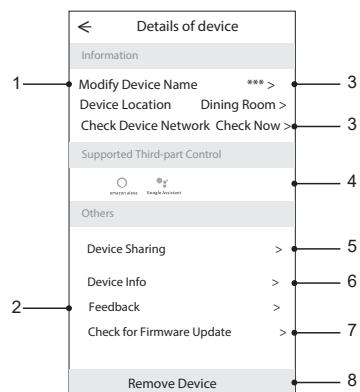 ← Details of device
Information
1 Modify Device Name *** > 3
Device Location Dining Room >
Check Device Network Check Now > 3
Supported Third-part Control
amazon alexa Google Assistant 4
Others
Device Sharing > 5
Device Info > 6
2 Feedback >
Check for Firmware Update > 7
Remove Device 8